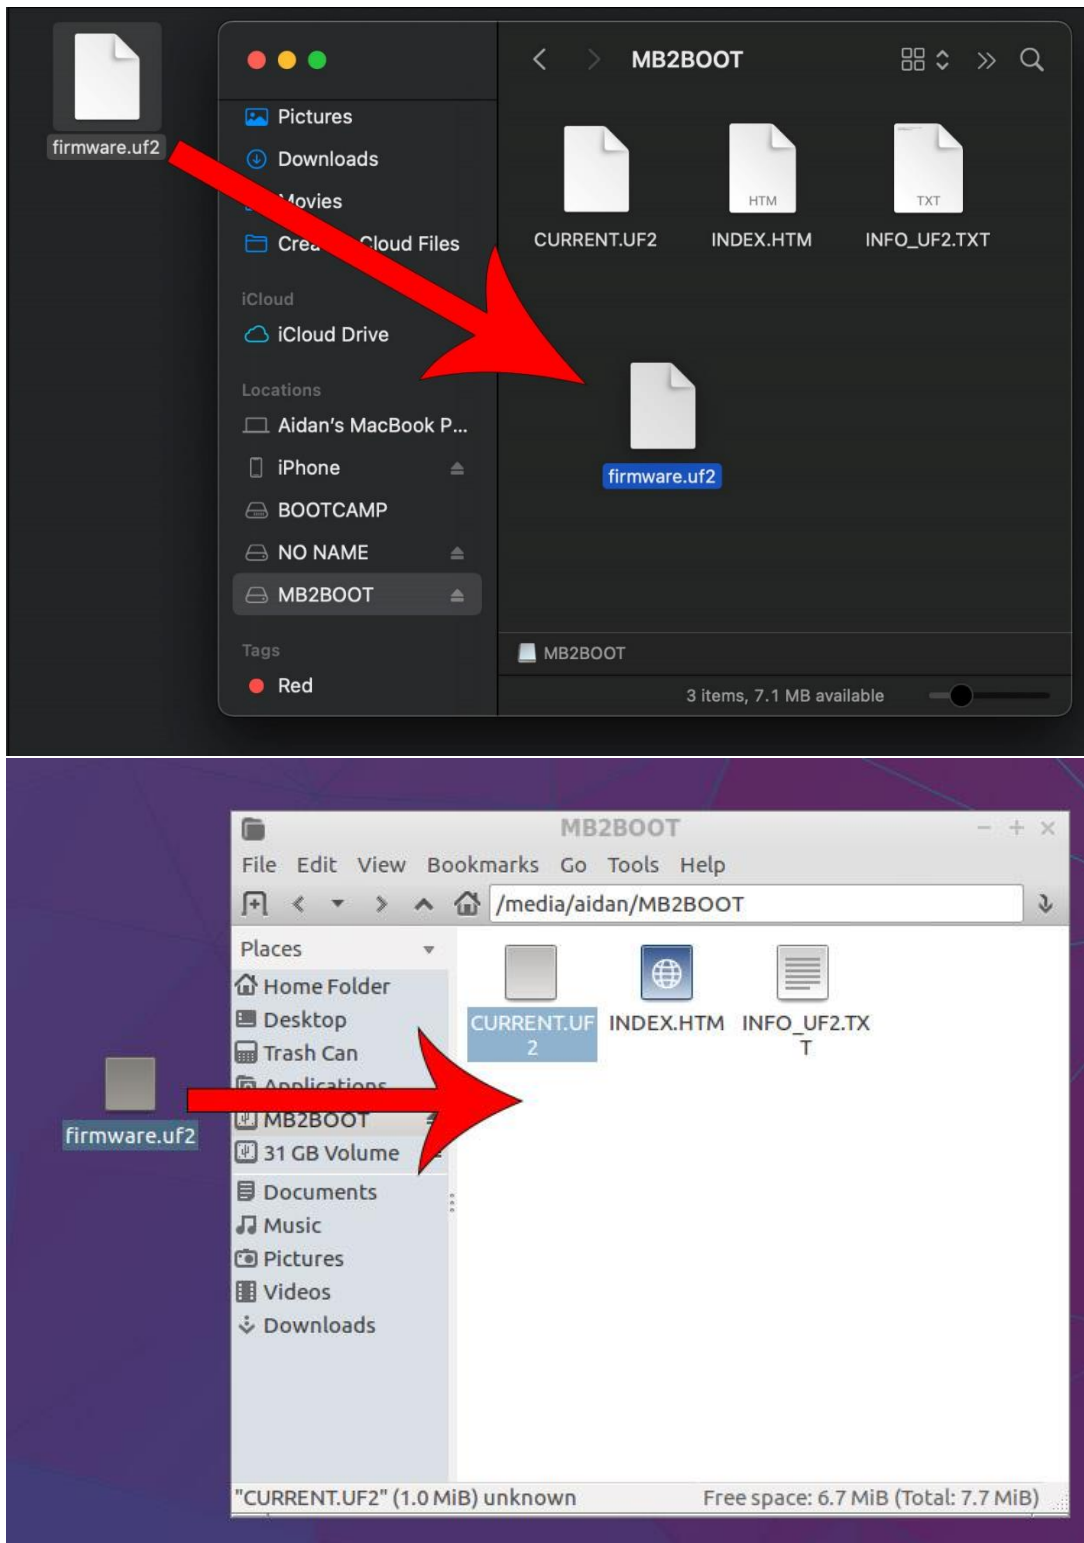 firmware.uf2
MB2BOOT
Pictures
Downloads
Movies
Cloud Files
iCloud
iCloud Drive
Locations
Aidan's MacBook P...
iPhone
BOOTCAMP
NO NAME
MB2BOOT
Tags
Red
HTM
TXT
CURRENT.UF2
INDEX.HTM
INFO_UF2.TXT
firmware.uf2
MB2BOOT
3 items, 7.1 MB available
MB2BOOT
File Edit View Bookmarks Go Tools Help
/media/aidan/MB2BOOT
Places
Home Folder
Desktop
Trash Can
Applications
MB2BOOT
31 GB Volume
Documents
Music
Pictures
Videos
Downloads
CURRENT.UF
2
INDEX.HTM
INFO_UF2.TX
T
firmware.uf2
"CURRENT.UF2" (1.0 MiB) unknown
Free space: 6.7 MiB (Total: 7.7 MiB)